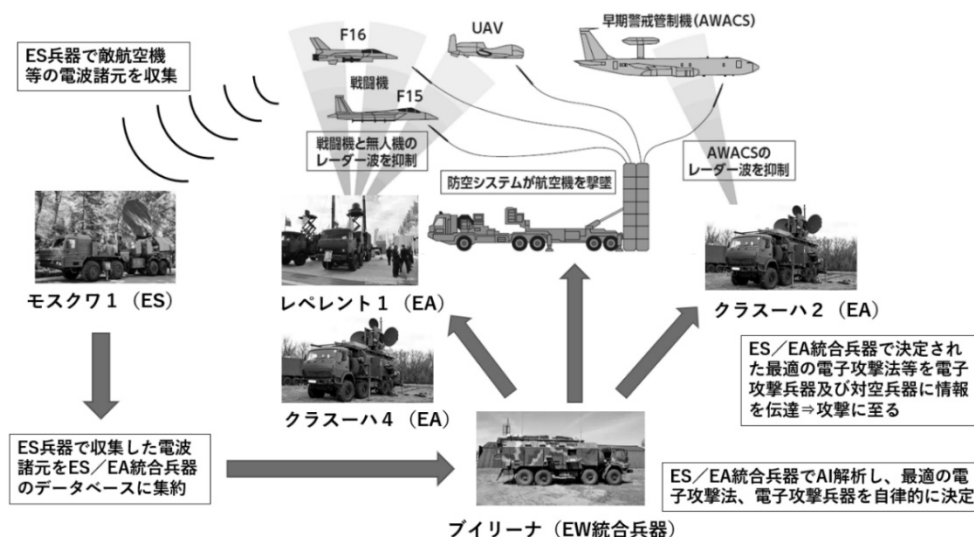 ES兵器で敵航空機
等の電波諸元を収集
F16
戦闘機
F15
UAV
早期警戒管制機(AWACS)
戦闘機と無人機の
レーダー波を抑制
防空システムが航空機を撃墜
AWACSの
レーダー波を抑制
モスクワ1（ES）
レペレント1（EA）
クラスーハ2（EA）
クラスーハ4（EA）
ES／EA統合兵器で決定され
た最適の電子攻撃法等を電子
攻撃兵器及び対空兵器に情報
を伝達⇒攻撃に至る
ES兵器で収集した電波
諸元をES／EA統合兵器
のデータベースに集約
ES／EA統合兵器でAI解析し、最適の電
子攻撃法、電子攻撃兵器を自律的に決定
ブイリーナ（EW統合兵器）